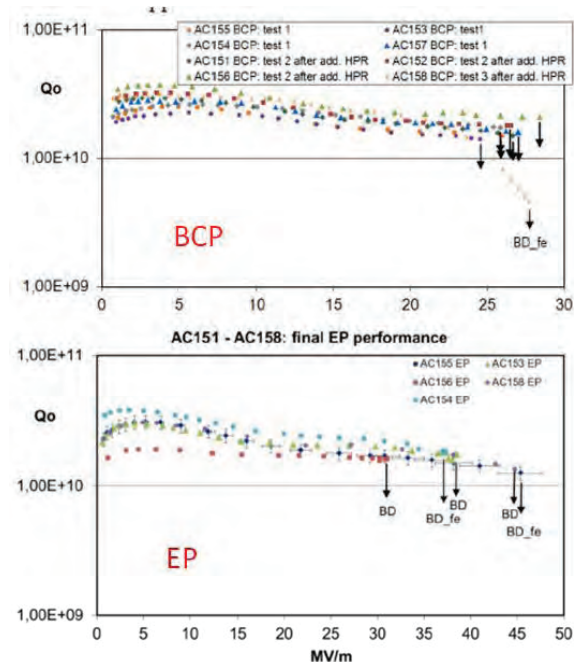 1,00E+11
AC155 BCP: test 1 AC153 BCP: test1
AC154 BCP: test 1 AC157 BCP: test 1
AC151 BCP: test 2 after add. HPR AC152 BCP: test 2 after add. HPR
AC156 BCP: test 2 after add. HPR AC158 BCP: test 3 after add. HPR
Qo
1,00E+10
BCP
BD_fe
1,00E+09
0 5 10 15 20 25 30 35 40 45 50
AC151 - AC158: final EP performance
1,00E+11
AC155 EP AC153 EP
AC156 EP AC158 EP
AC154 EP
Qo
1,00E+10
BD BD_fe BD BD BD_fe
EP
1,00E+09
0 5 10 15 20 25 30 35 40 45 50
MV/m